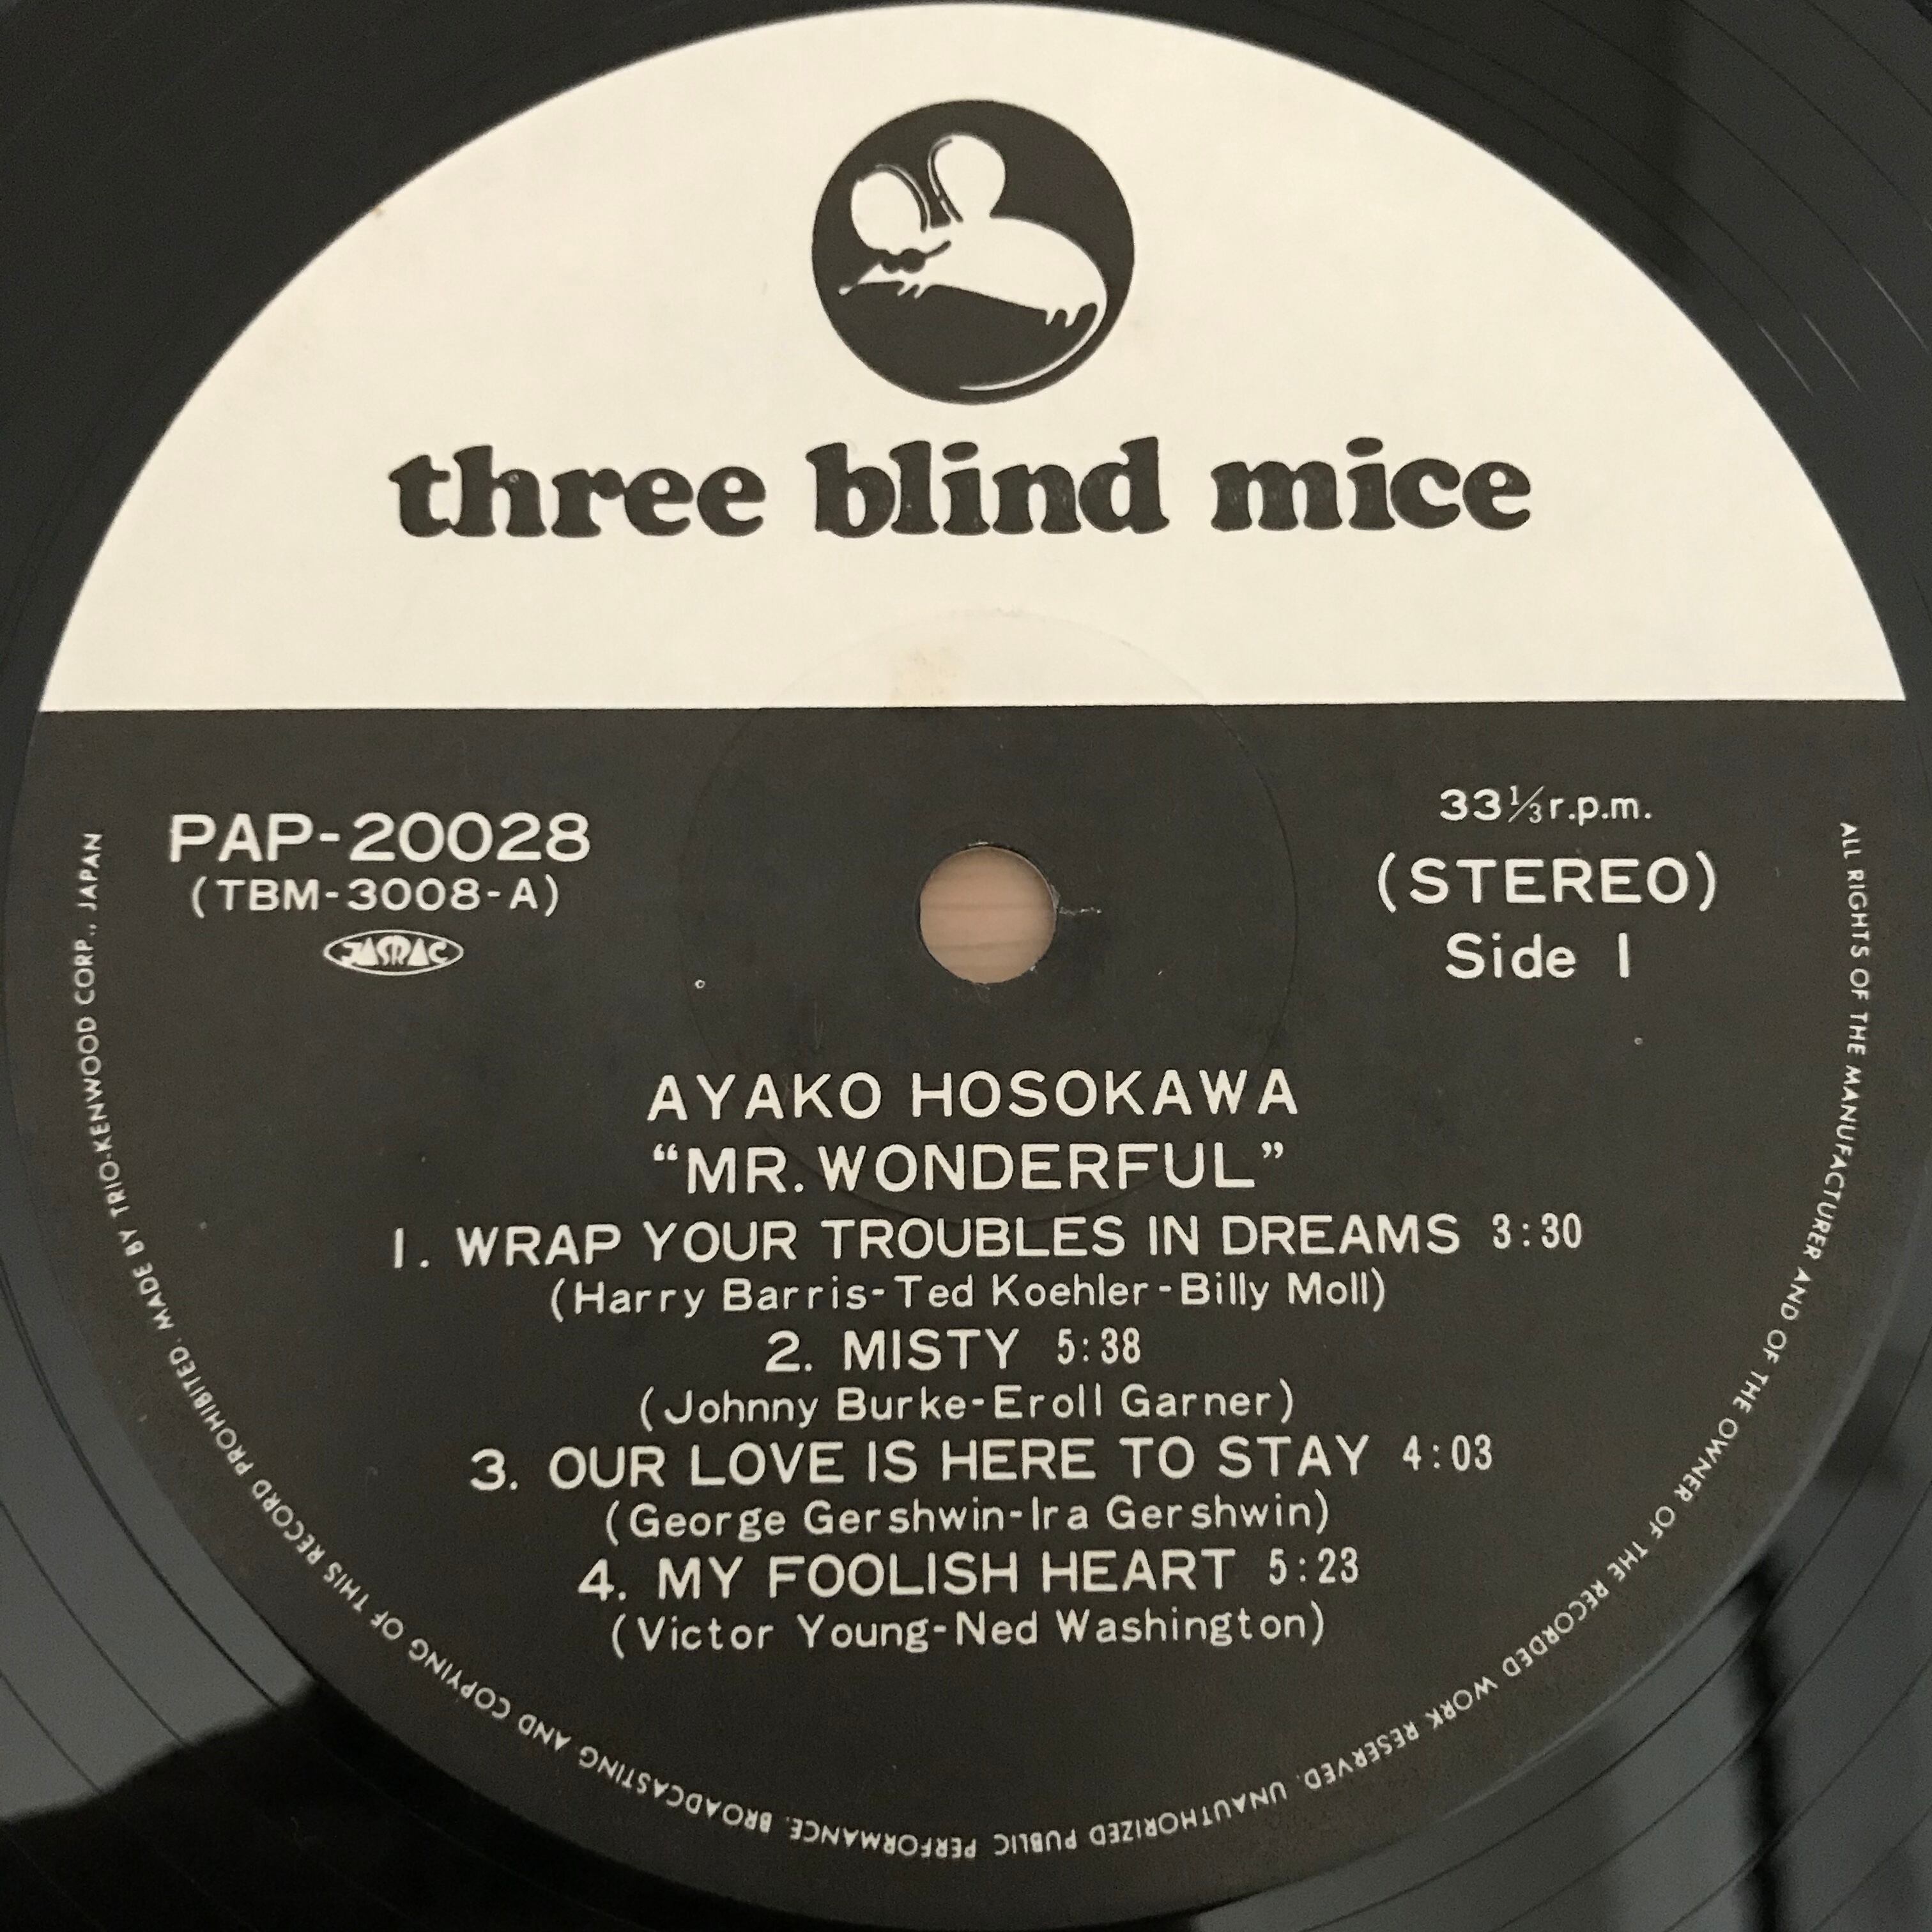 three blind mice
PAP-20028
(TBM-3008-A)
JASRAC
33⅓ r.p.m.
(STEREO)
Side 1
AYAKO HOSOKAWA
“MR. WONDERFUL”
1. WRAP YOUR TROUBLES IN DREAMS 3:30
(Harry Barris-Ted Koehler-Billy Moll)
2. MISTY 5:38
(Johnny Burke-Eroll Garner)
3. OUR LOVE IS HERE TO STAY 4:03
(George Gershwin-Ira Gershwin)
4. MY FOOLISH HEART 5:23
(Victor Young-Ned Washington)
ALL RIGHTS OF THE MANUFACTURER AND OF THE OWNER OF THE RECORDED WORK RESERVED. UNAUTHORIZED PUBLIC PERFORMANCE. BROADCASTING AND COPYING OF THIS RECORD PROHIBITED. MADE BY TRIO-KENWOOD CORP., JAPAN